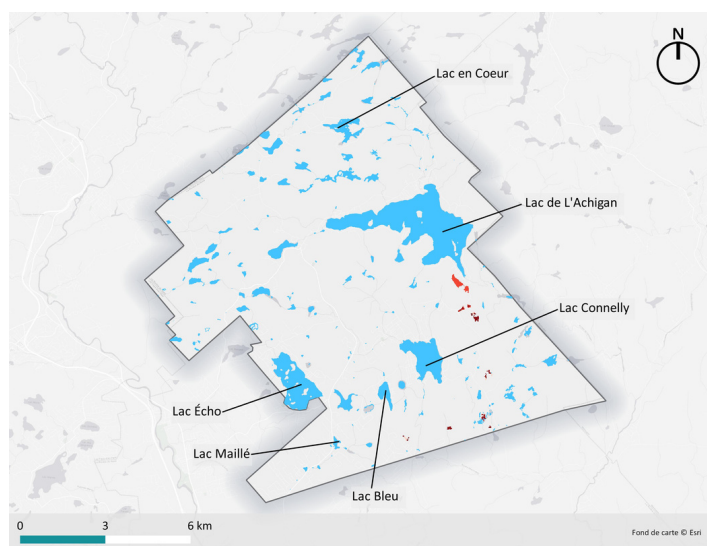 N
Lac en Coeur
Lac de L'Achigan
Lac Connelly
Lac Écho
Lac Maillé
Lac Bleu
0 3 6 km
Fond de carte © Esri